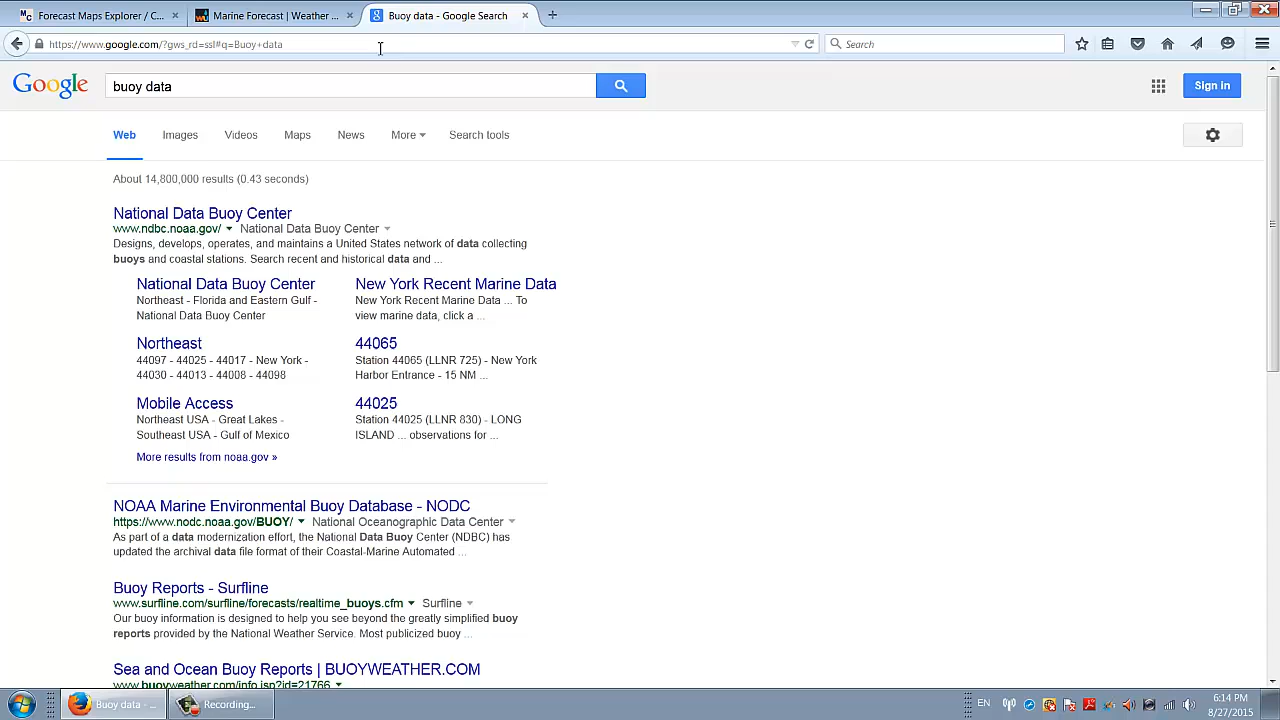 Forecast Maps Explorer / C...
Marine Forecast | Weather ...
Buoy data - Google Search
https://www.google.com/?gws_rd=ssl#q=Buoy+data
Search
Google
buoy data
Sign in
Web
Images
Videos
Maps
News
More
Search tools
About 14,800,000 results (0.43 seconds)
National Data Buoy Center
www.ndbc.noaa.gov/ National Data Buoy Center
Designs, develops, operates, and maintains a United States network of data collecting
buoys and coastal stations. Search recent and historical data and ...
National Data Buoy Center
Northeast - Florida and Eastern Gulf -
National Data Buoy Center
New York Recent Marine Data
New York Recent Marine Data ... To
view marine data, click a ...
Northeast
44097 - 44025 - 44017 - New York -
44030 - 44013 - 44008 - 44098
44065
Station 44065 (LLNR 725) - New York
Harbor Entrance - 15 NM ...
Mobile Access
Northeast USA - Great Lakes -
Southeast USA - Gulf of Mexico
44025
Station 44025 (LLNR 830) - LONG
ISLAND ... observations for ...
More results from noaa.gov »
NOAA Marine Environmental Buoy Database - NODC
https://www.nodc.noaa.gov/BUOY/ National Oceanographic Data Center
As part of a data modernization effort, the National Data Buoy Center (NDBC) has
updated the archival data file format of their Coastal-Marine Automated ...
Buoy Reports - Surfline
www.surfline.com/surfline/forecasts/realtime_buoys.cfm Surfline
Our buoy information is designed to help you see beyond the greatly simplified buoy
reports provided by the National Weather Service. Most publicized buoy ...
Sea and Ocean Buoy Reports | BUOYWEATHER.COM
www.buoyweather.com/info.jsp?id=21766
Buoy data - ...
Recording...
EN
6:14 PM
8/27/2015